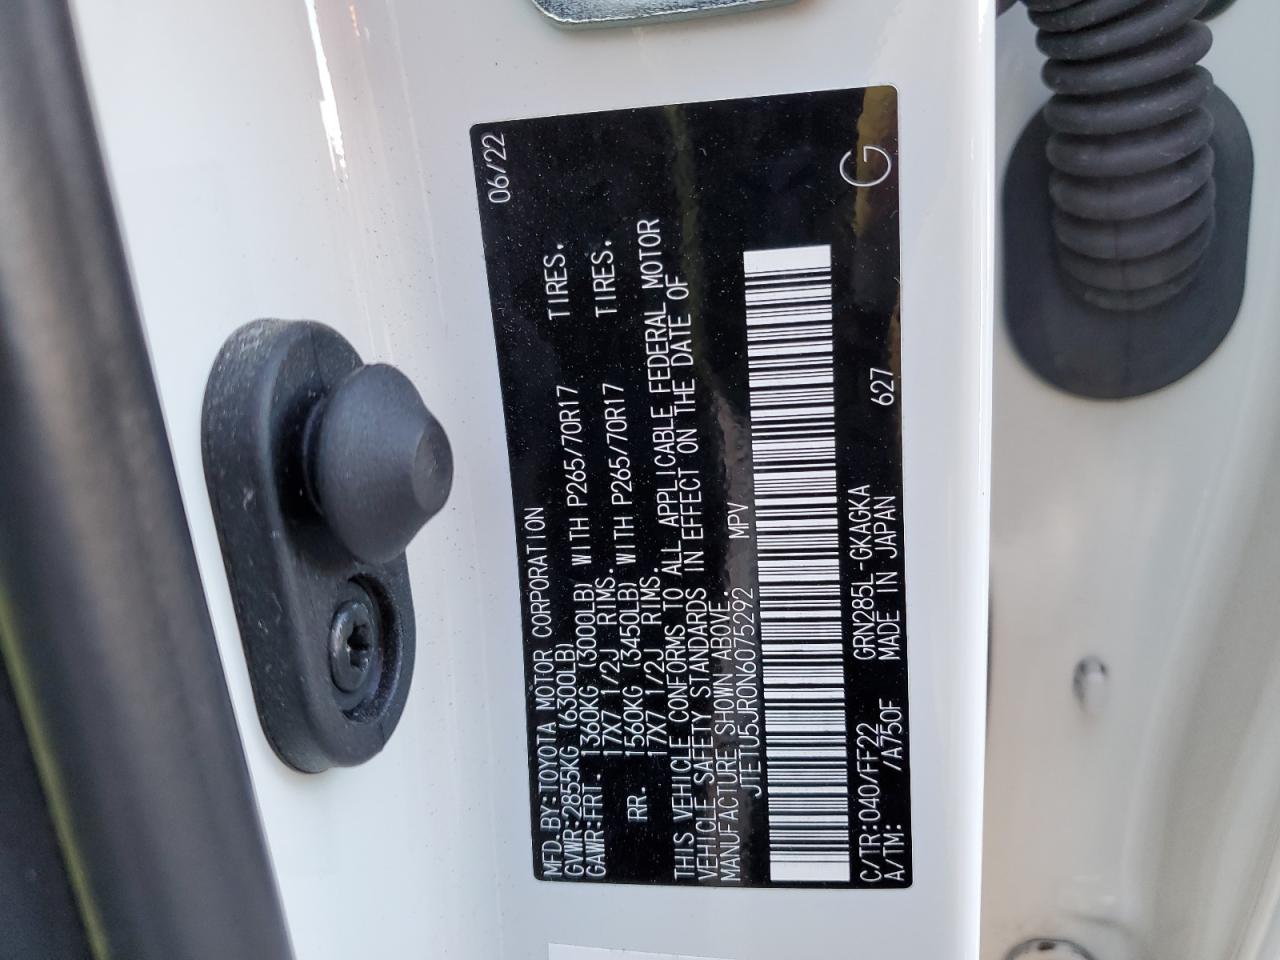 MFD.BY:TOYOTA MOTOR CORPORATION 06/22
GVWR:2855KG (6300LB)
GAWR:FRT. 1360KG (3000LB) WITH P265/70R17 TIRES.
17X7 1/2J RIMS.
RR. 1560KG (3450LB) WITH P265/70R17 TIRES.
17X7 1/2J RIMS.
THIS VEHICLE CONFORMS TO ALL APPLICABLE FEDERAL MOTOR
VEHICLE SAFETY STANDARDS IN EFFECT ON THE DATE OF
MANUFACTURE SHOWN ABOVE.
JTETU5JR0N6075292 MPV
C/TR:040/FF22 GRN285L-GKAGKA 627 G
A/TM: /A750F MADE IN JAPAN